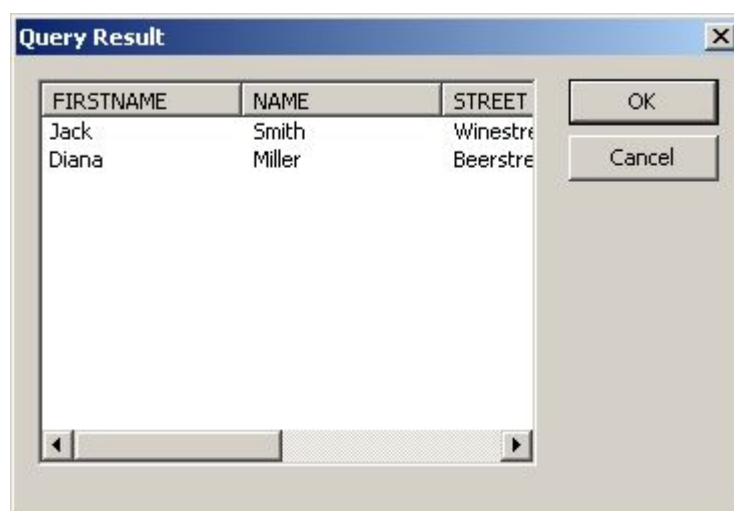 Query Result
FIRSTNAME NAME STREET OK
Jack Smith Winestre
Diana Miller Beerstre Cancel